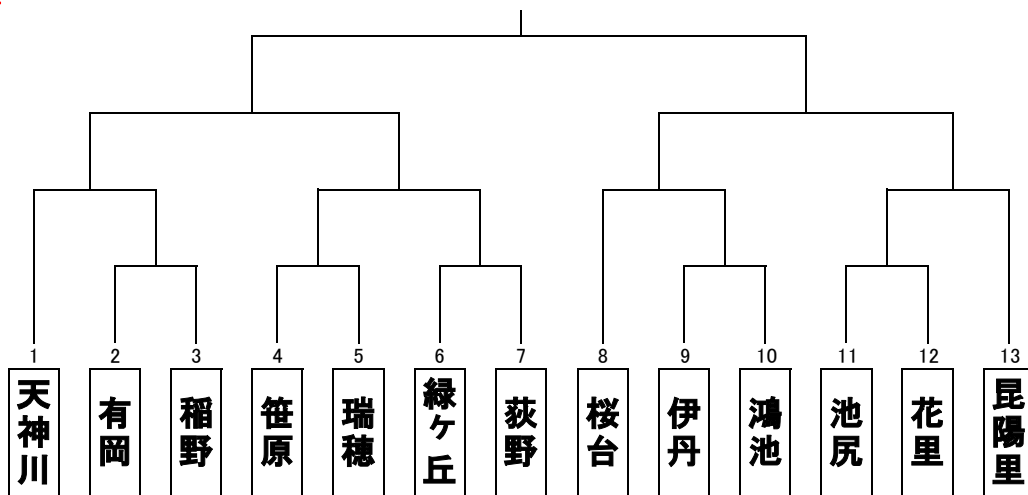 1 2 3 4 5 6 7 8 9 10 11 12 13
天神川
有岡
稲野
笹原
瑞穂
緑ヶ丘
荻野
桜台
伊丹
鴻池
池尻
花里
昆陽里